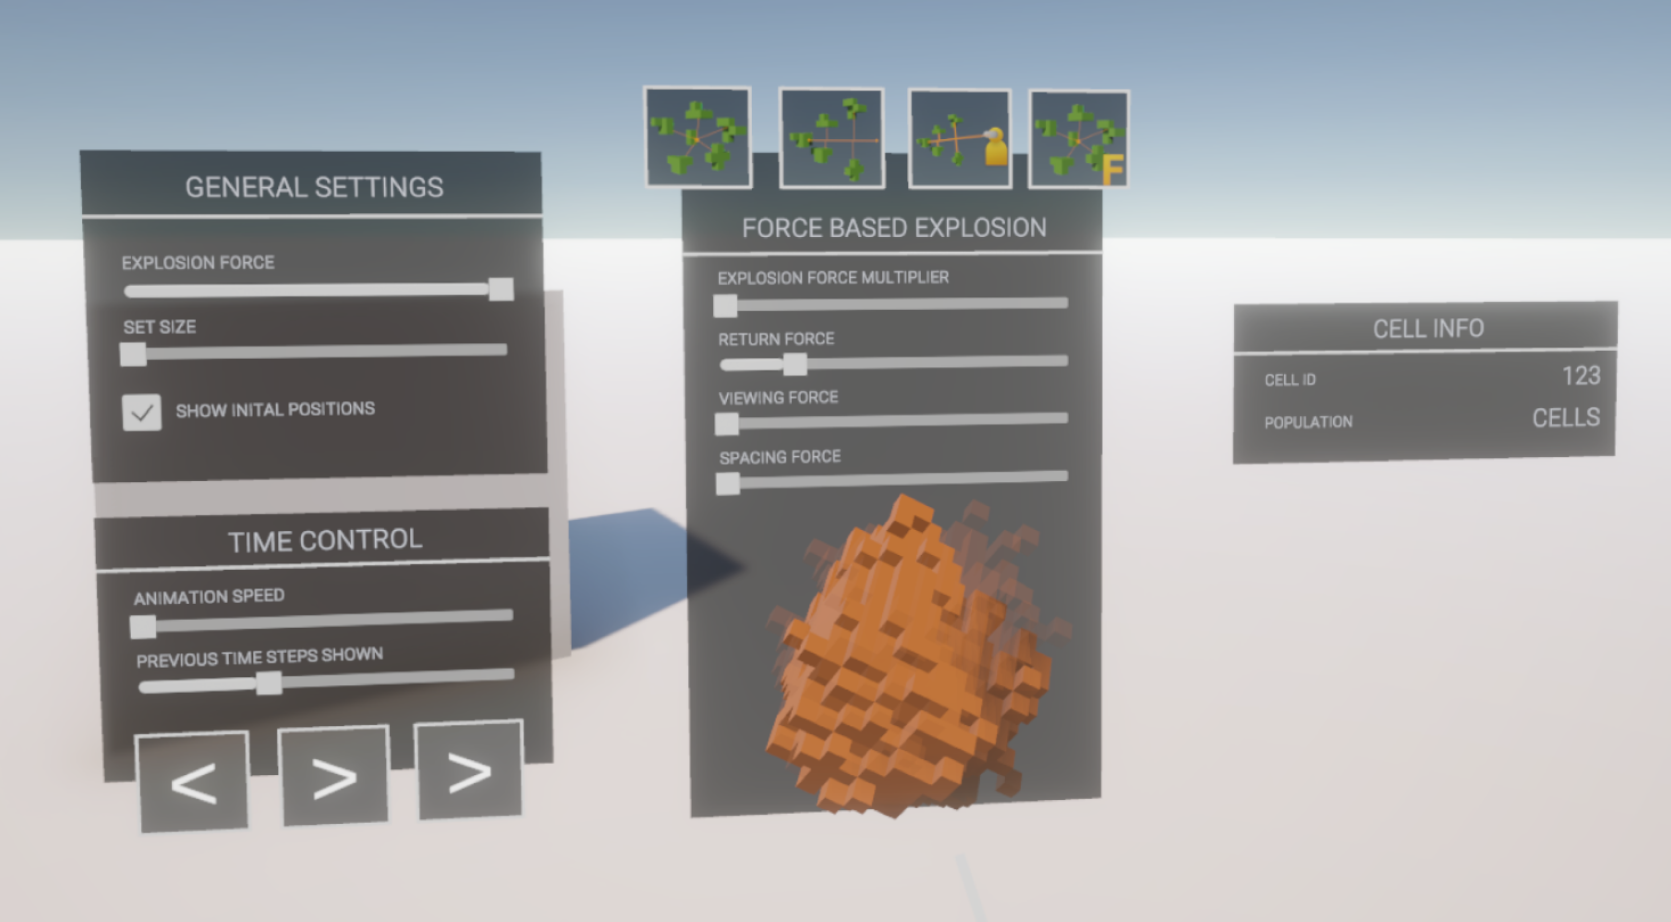 GENERAL SETTINGS
EXPLOSION FORCE
SET SIZE
SHOW INITAL POSITIONS
TIME CONTROL
ANIMATION SPEED
PREVIOUS TIME STEPS SHOWN
< > >
F
FORCE BASED EXPLOSION
EXPLOSION FORCE MULTIPLIER
RETURN FORCE
VIEWING FORCE
SPACING FORCE
CELL INFO
CELL ID 123
POPULATION CELLS